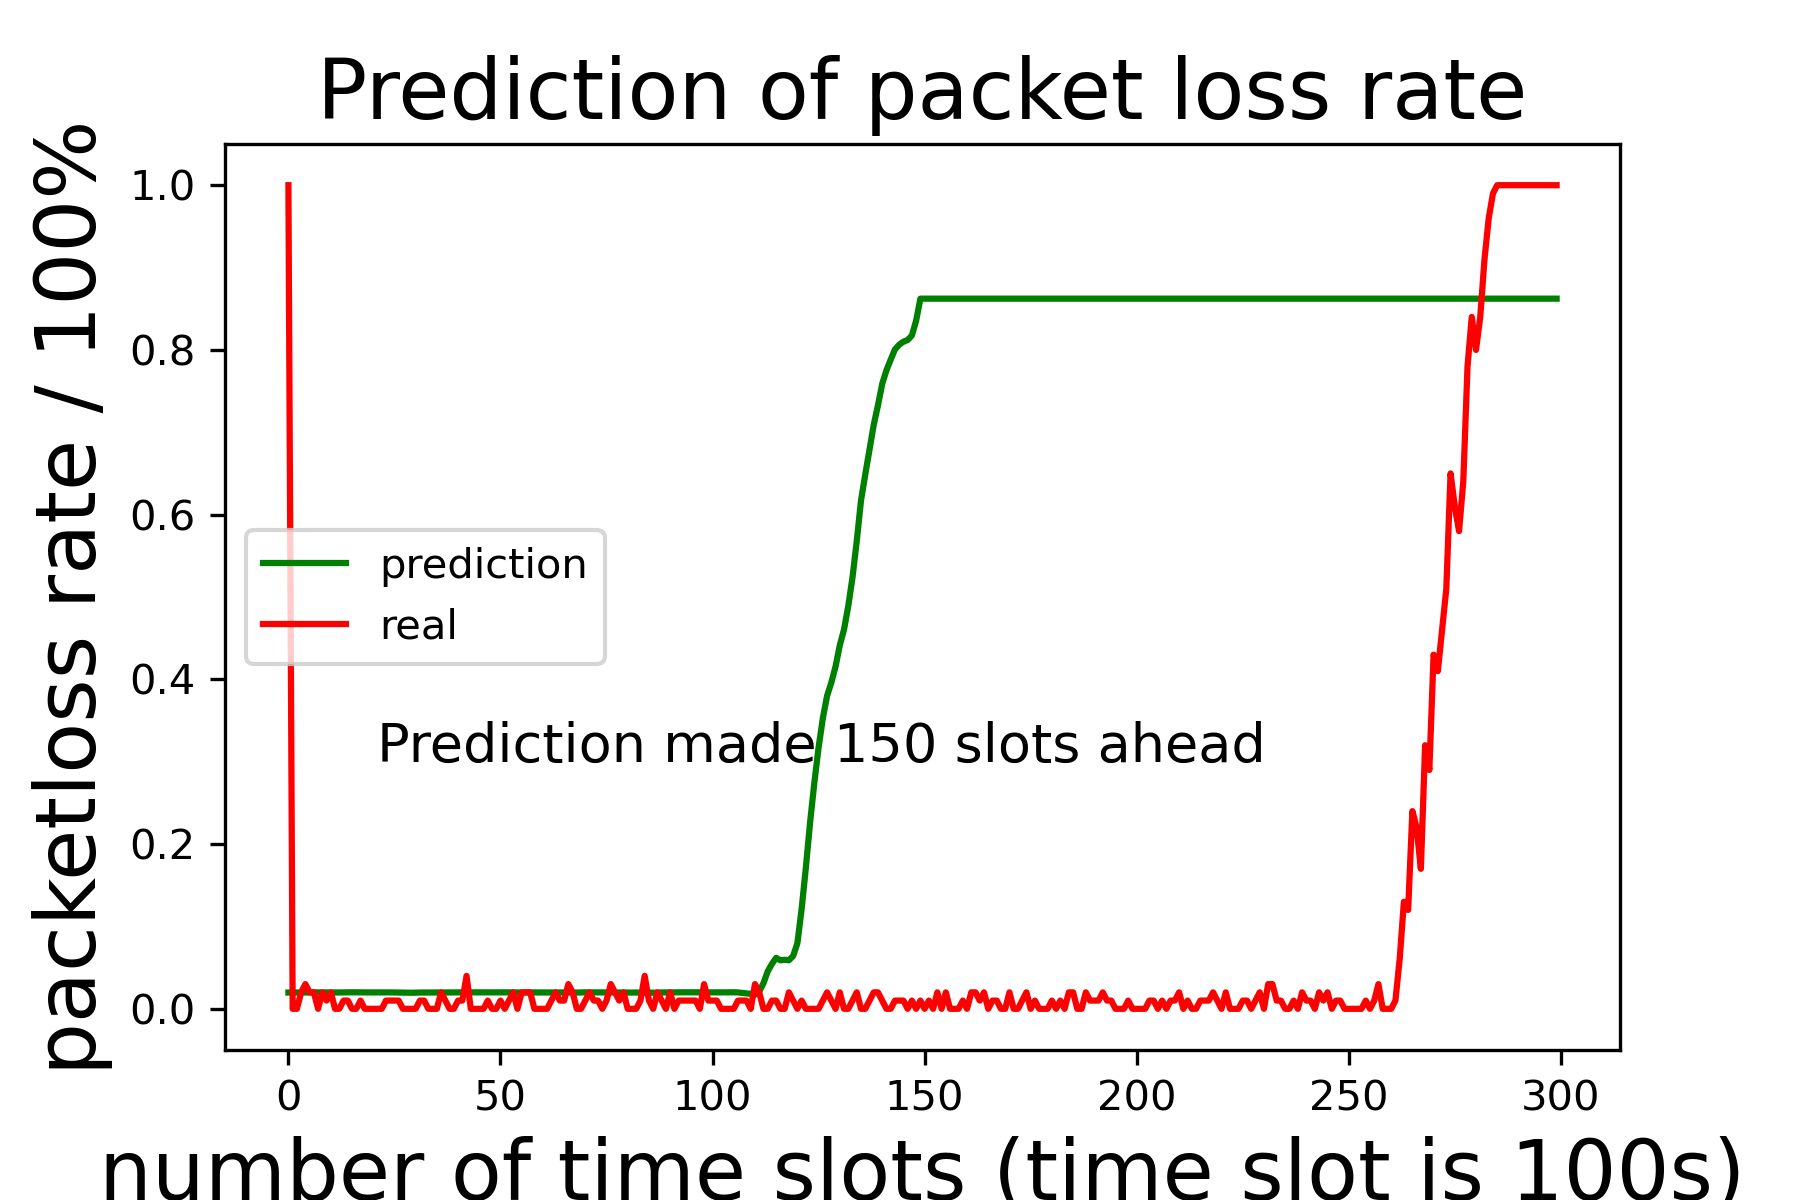 Prediction of packet loss rate
packetloss rate / 100%
1.0
0.8
0.6
0.4
0.2
0.0
prediction
real
Prediction made 150 slots ahead
0 50 100 150 200 250 300
number of time slots (time slot is 100s)